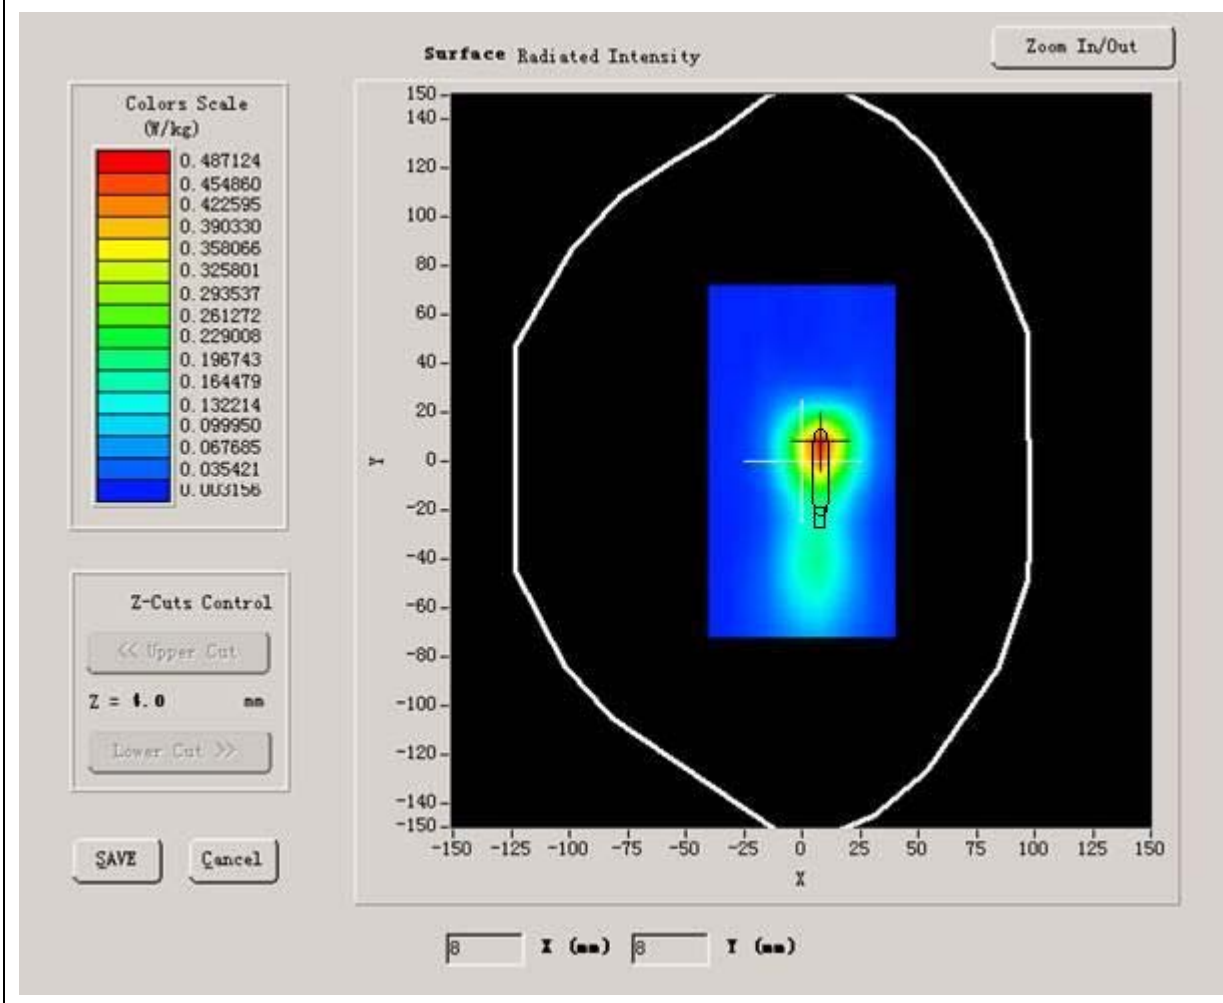 Surface Radiated Intensity
Zoom In/Out
Colors Scale
(W/kg)
0.487124
0.454860
0.422595
0.390330
0.358066
0.325801
0.293537
0.261272
0.229008
0.196743
0.164479
0.132214
0.099950
0.067685
0.035421
0.003156
Z-Cuts Control
<< Upper Cut
Z = 4.0 mm
Lower Cut >>
SAVE
Cancel
150
140
120
100
80
60
40
20
0
-20
-40
-60
-80
-100
-120
-140
-150
Y
-150 -125 -100 -75 -50 -25 0 25 50 75 100 125 150
X
8 X (mm) 8 Y (mm)